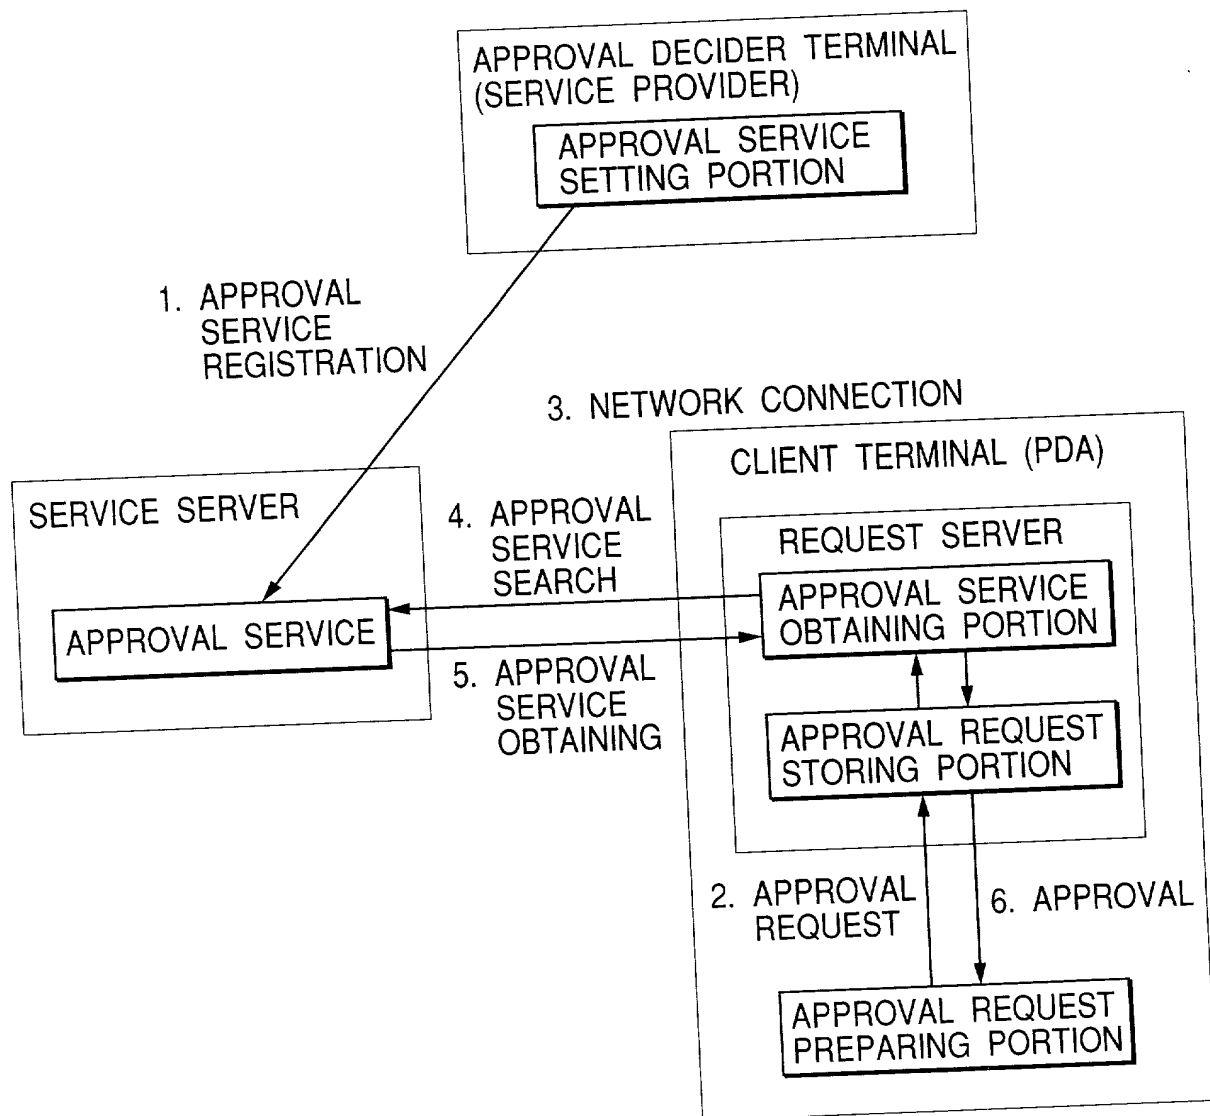 APPROVAL DECIDER TERMINAL
(SERVICE PROVIDER)
APPROVAL SERVICE
SETTING PORTION
1. APPROVAL
SERVICE
REGISTRATION
3. NETWORK CONNECTION
CLIENT TERMINAL (PDA)
SERVICE SERVER
4. APPROVAL
SERVICE
SEARCH
REQUEST SERVER
APPROVAL SERVICE
OBTAINING PORTION
APPROVAL SERVICE
5. APPROVAL
SERVICE
OBTAINING
APPROVAL REQUEST
STORING PORTION
2. APPROVAL
REQUEST
6. APPROVAL
APPROVAL REQUEST
PREPARING PORTION